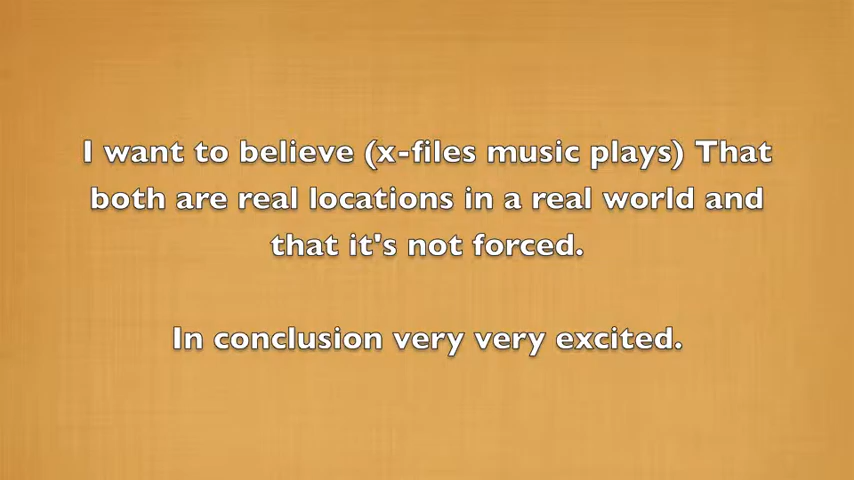 I want to believe (x-files music plays) That
both are real locations in a real world and
that it's not forced.
In conclusion very very excited.